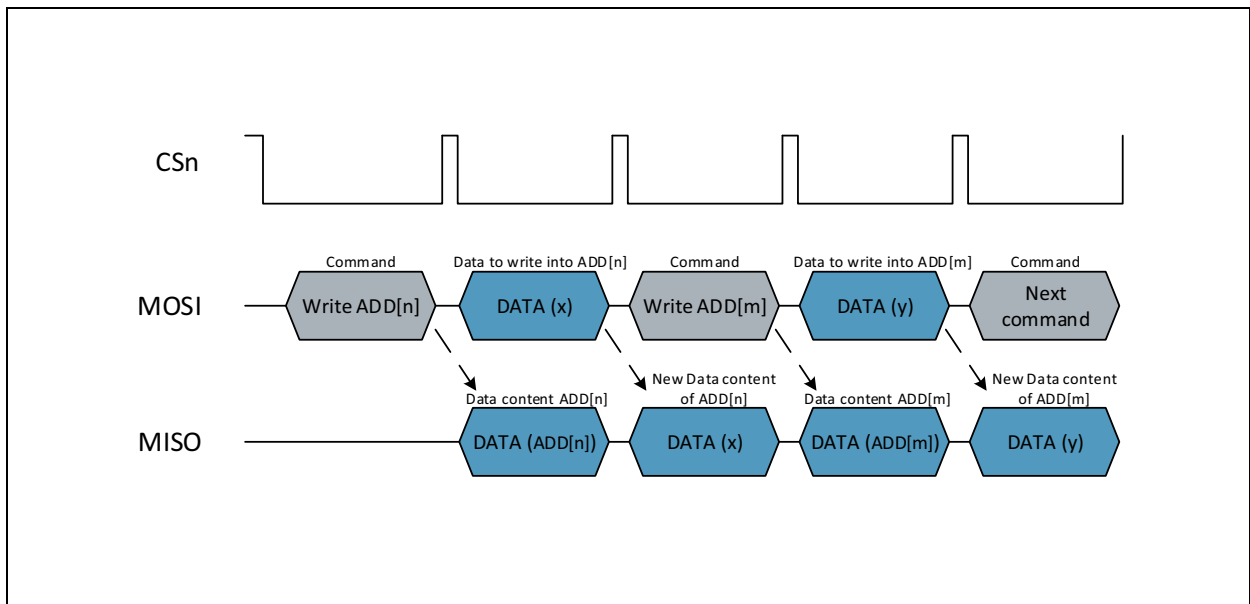 CSn
Command
Data to write into ADD[n]
Command
Data to write into ADD[m]
Command
MOSI
Write ADD[n]
DATA (x)
Write ADD[m]
DATA (y)
Next
command
Data content ADD[n]
New Data content
of ADD[n]
Data content ADD[m]
New Data content
of ADD[m]
MISO
DATA (ADD[n])
DATA (x)
DATA (ADD[m])
DATA (y)